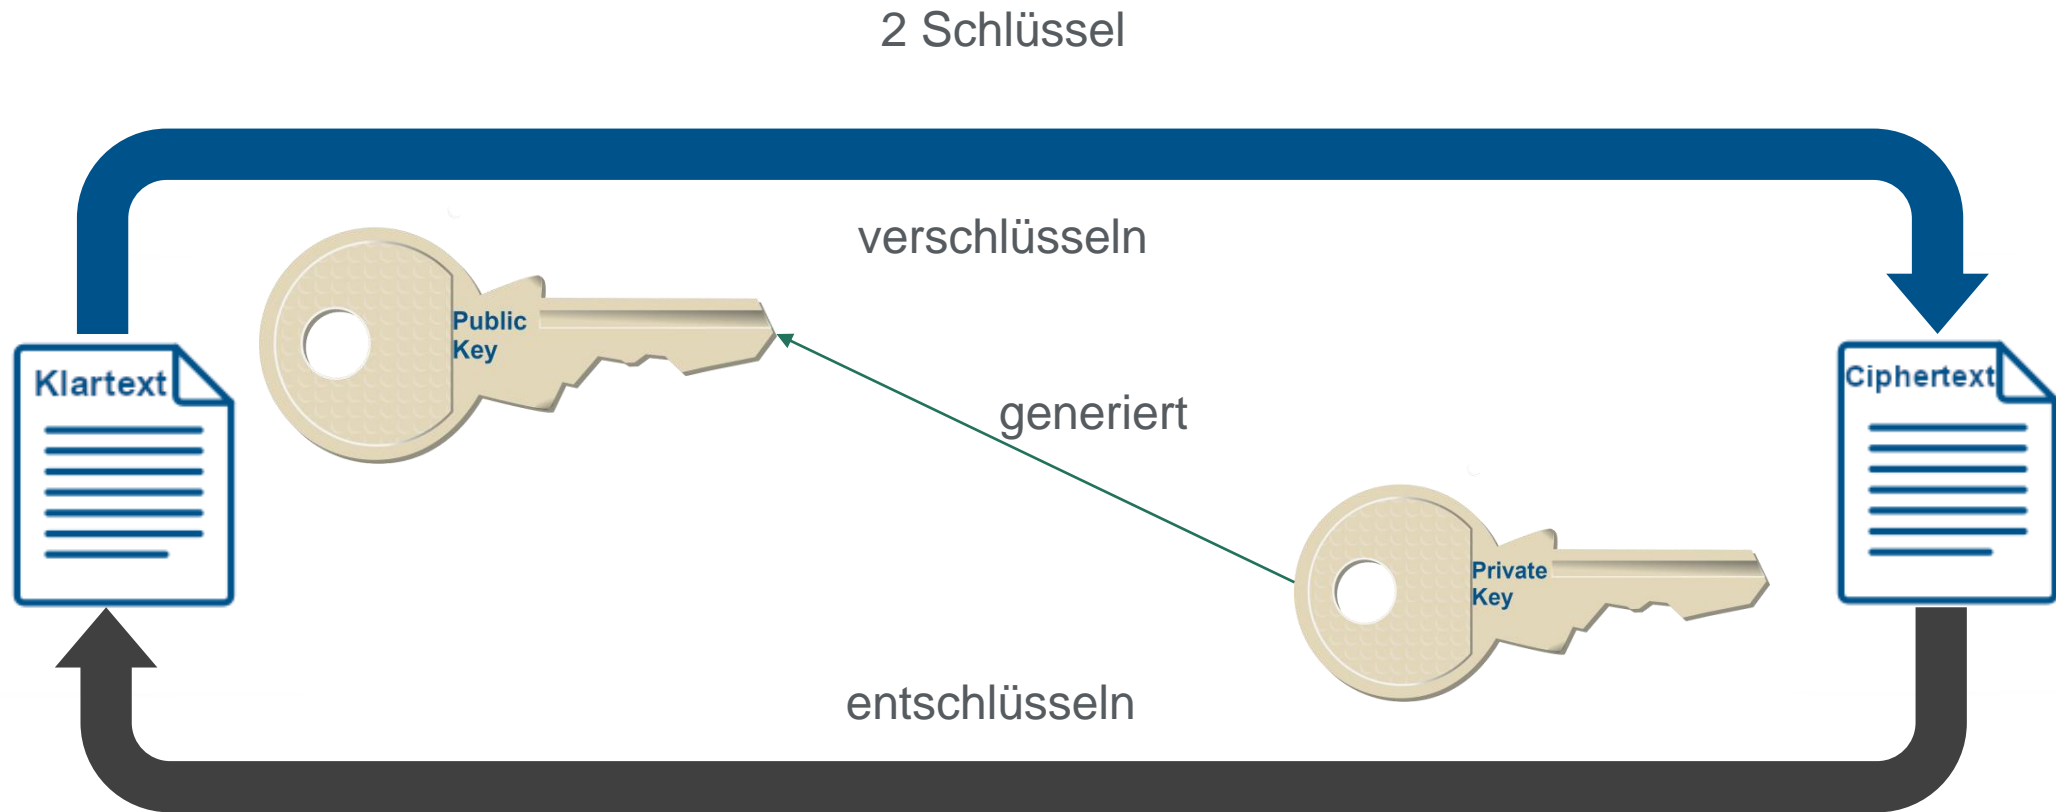 2 Schlüssel
verschlüsseln
Public
Key
Klartext
Ciphertext
generiert
Private
Key
entschlüsseln